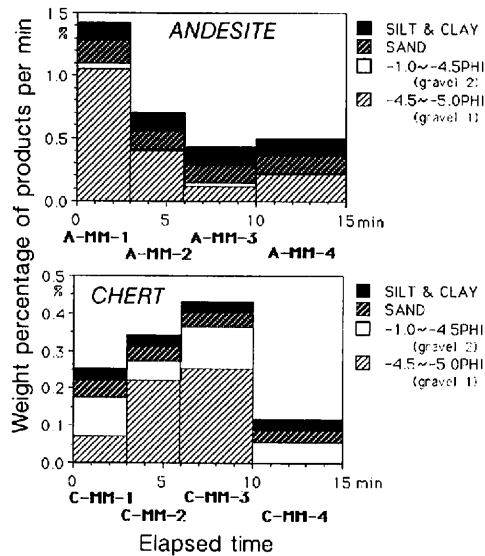 Weight percentage of products per min
1.5
%
1.0
0.5
0.0
ANDESITE
SILT & CLAY
SAND
-1.0~-4.5PHI
(gravel 2)
-4.5~-5.0PHI
(gravel 1)
0 5 10 15 min
A-MM-1 A-MM-3
A-MM-2 A-MM-4
0.5
%
0.4
0.3
0.2
0.1
0.0
CHERT
SILT & CLAY
SAND
-1.0~-4.5PHI
(gravel 2)
-4.5~-5.0PHI
(gravel 1)
0 5 10 15 min
C-MM-1 C-MM-3
C-MM-2 C-MM-4
Elapsed time